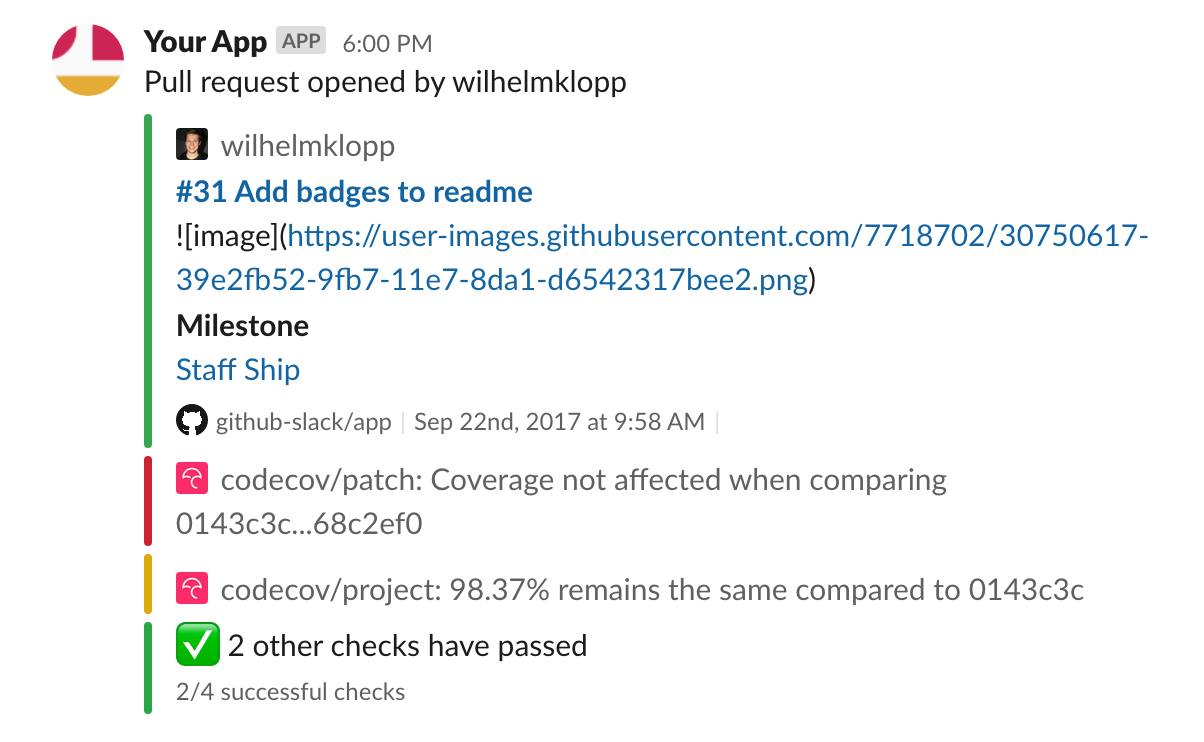 Your App APP 6:00 PM
Pull request opened by wilhelmklopp
wilhelmklopp
#31 Add badges to readme
![image](https://user-images.githubusercontent.com/7718702/30750617-
39e2fb52-9fb7-11e7-8da1-d6542317bee2.png)
Milestone
Staff Ship
github-slack/app | Sep 22nd, 2017 at 9:58 AM |
codecov/patch: Coverage not affected when comparing
0143c3c...68c2ef0
codecov/project: 98.37% remains the same compared to 0143c3c
2 other checks have passed
2/4 successful checks